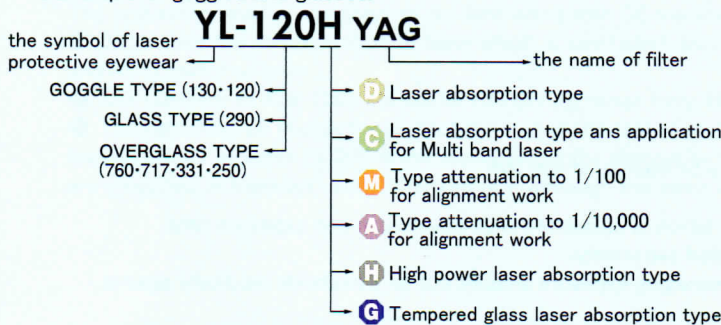 YL-120H YAG
the symbol of laser
protective eyewear
the name of filter
GOGGLE TYPE (130·120)
GLASS TYPE (290)
OVERGLASS TYPE
(760·717·331·250)
D Laser absorption type
C Laser absorption type ans application
for Multi band laser
M Type attenuation to 1/100
for alignment work
A Type attenuation to 1/10,000
for alignment work
H High power laser absorption type
G Tempered glass laser absorption type